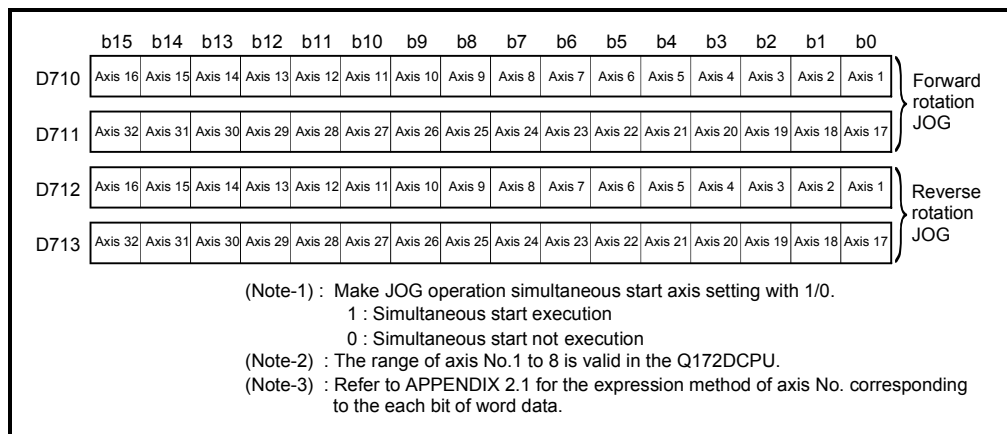 b15 b14 b13 b12 b11 b10 b9 b8 b7 b6 b5 b4 b3 b2 b1 b0
D710 Axis 16 Axis 15 Axis 14 Axis 13 Axis 12 Axis 11 Axis 10 Axis 9 Axis 8 Axis 7 Axis 6 Axis 5 Axis 4 Axis 3 Axis 2 Axis 1
Forward
rotation
JOG
D711 Axis 32 Axis 31 Axis 30 Axis 29 Axis 28 Axis 27 Axis 26 Axis 25 Axis 24 Axis 23 Axis 22 Axis 21 Axis 20 Axis 19 Axis 18 Axis 17
D712 Axis 16 Axis 15 Axis 14 Axis 13 Axis 12 Axis 11 Axis 10 Axis 9 Axis 8 Axis 7 Axis 6 Axis 5 Axis 4 Axis 3 Axis 2 Axis 1
Reverse
rotation
JOG
D713 Axis 32 Axis 31 Axis 30 Axis 29 Axis 28 Axis 27 Axis 26 Axis 25 Axis 24 Axis 23 Axis 22 Axis 21 Axis 20 Axis 19 Axis 18 Axis 17
(Note-1) : Make JOG operation simultaneous start axis setting with 1/0.
1 : Simultaneous start execution
0 : Simultaneous start not execution
(Note-2) : The range of axis No.1 to 8 is valid in the Q172DCPU.
(Note-3) : Refer to APPENDIX 2.1 for the expression method of axis No. corresponding
to the each bit of word data.